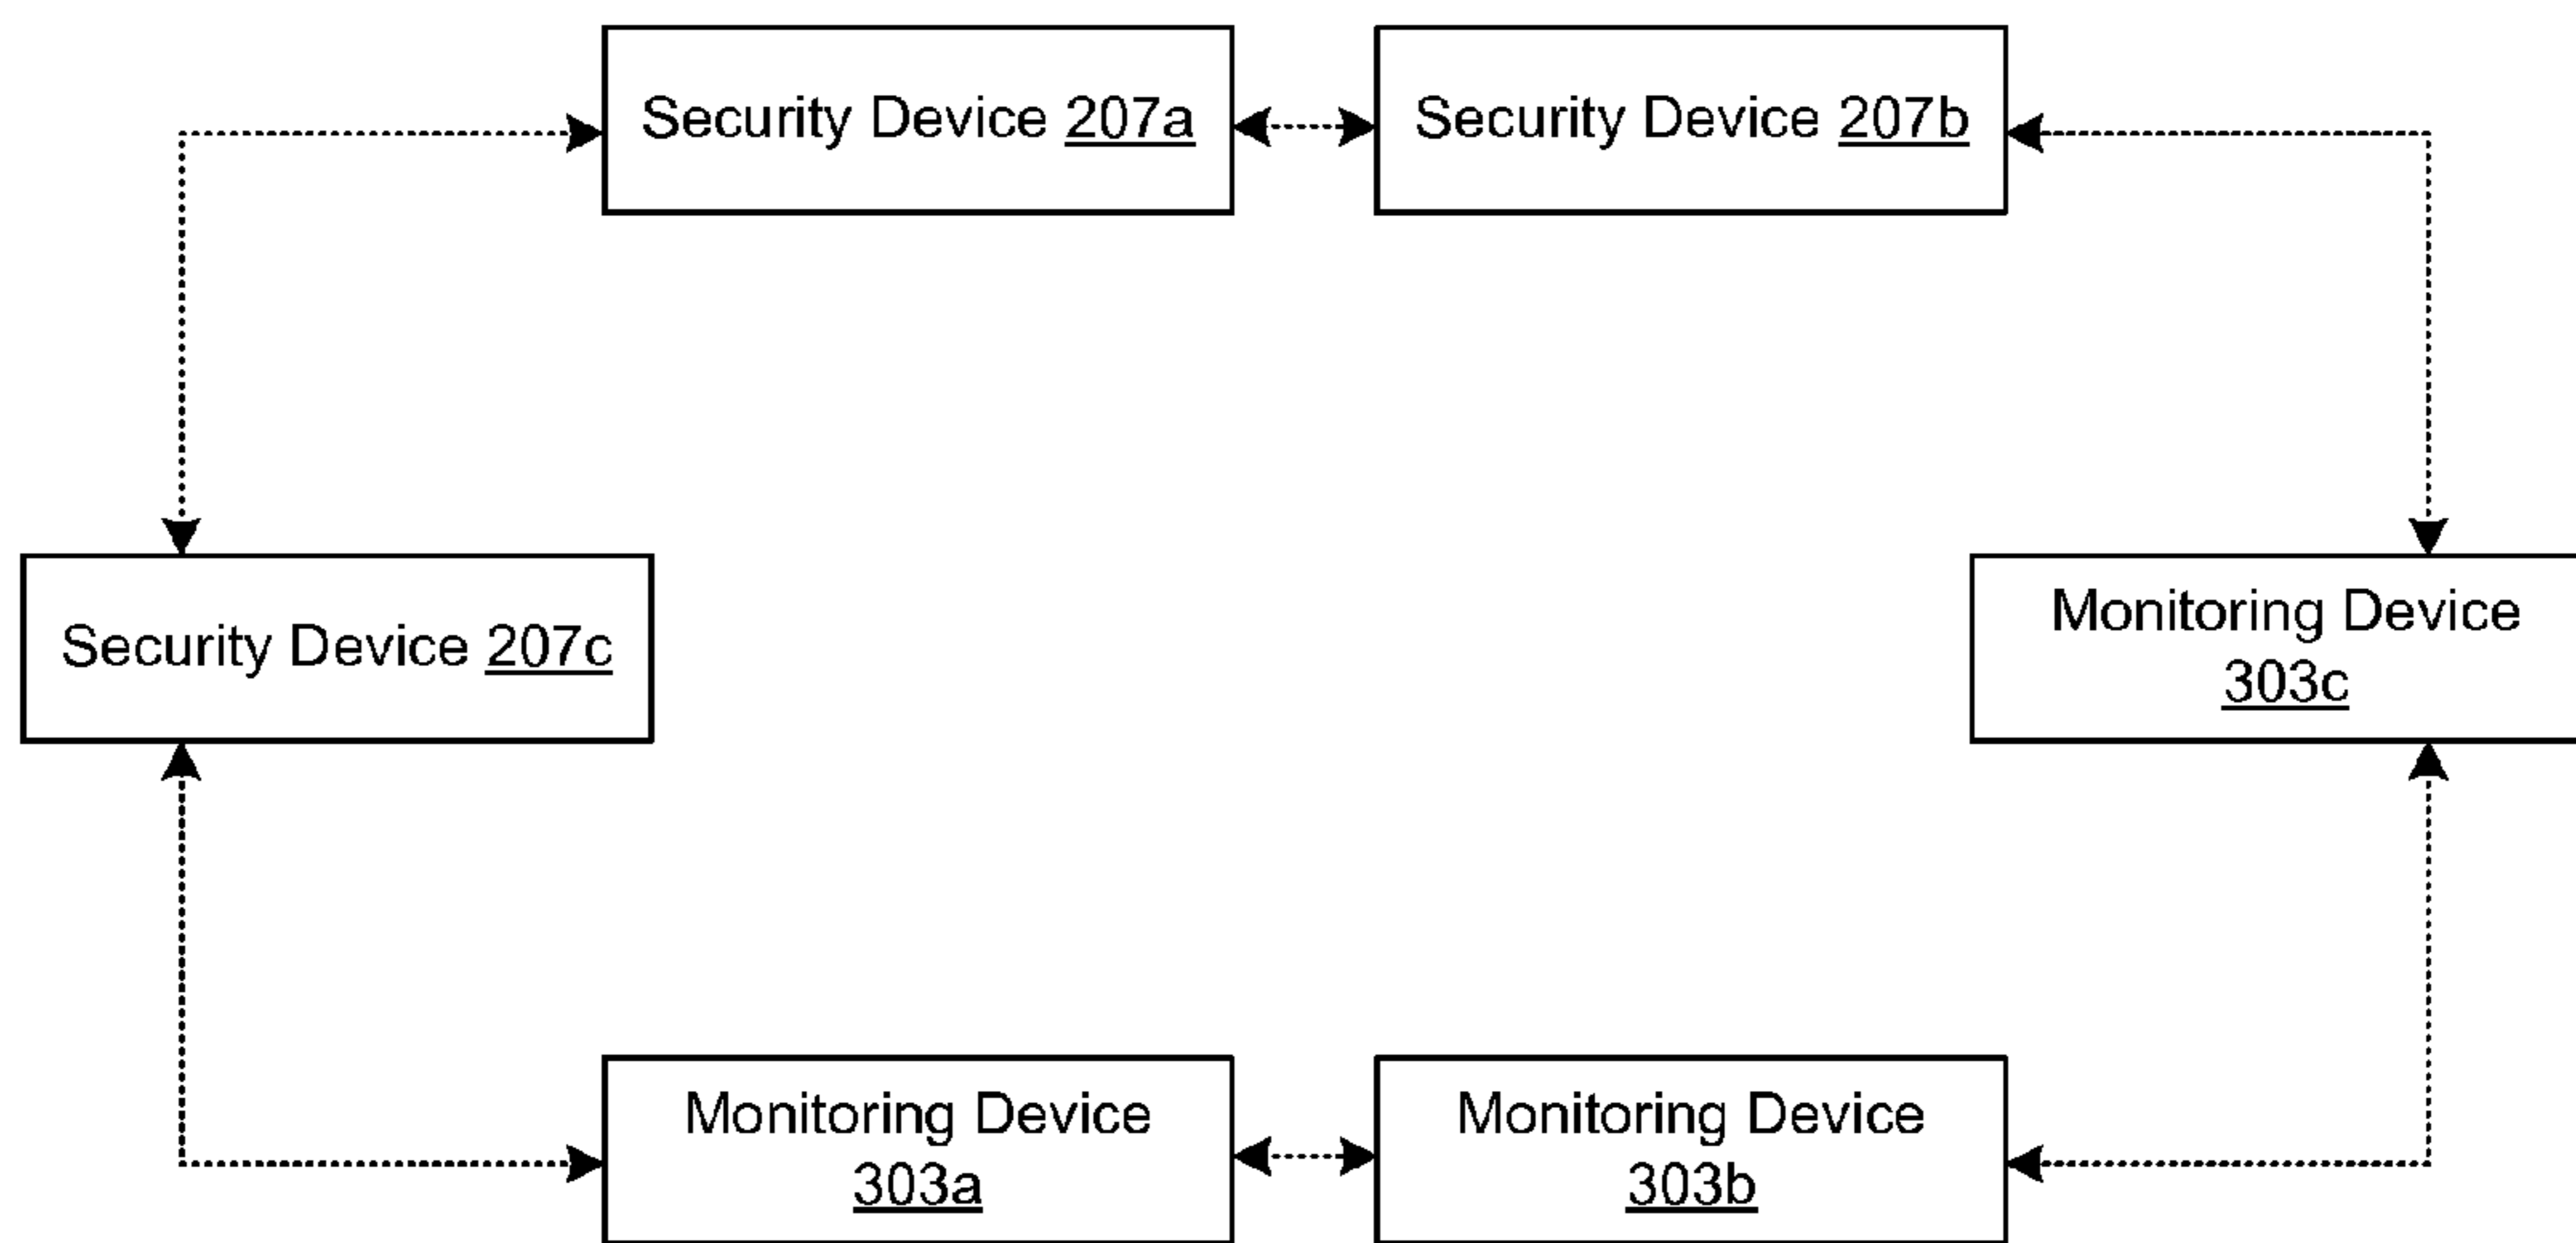 Security Device 207a
Security Device 207b
Security Device 207c
Monitoring Device
303c
Monitoring Device
303a
Monitoring Device
303b